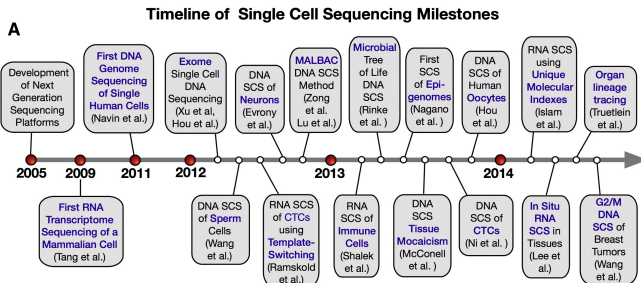 Timeline of Single Cell Sequencing Milestones
A
Development
of Next
Generation
Sequencing
Platforms
First DNA
Genome
Sequencing
of Single
Human Cells
(Navin et al.)
Exome
Single Cell
DNA
Sequencing
(Xu et al,
Hou et al.)
DNA
SCS of
Neurons
(Evrony
et al.)
MALBAC
DNA SCS
Method
(Zong
et al.
Lu et al.)
Microbial
Tree
of Life
DNA
SCS
(Rinke
et al. )
First
SCS
of Epi-
genomes
(Nagano
et al.)
DNA
SCS of
Human
Oocytes
(Hou
et al.)
RNA SCS
using
Unique
Molecular
Indexes
(Islam
et al.)
Organ
lineage
tracing
(Truetlein
et al.)
2005
2009
2011
2012
2013
2014
First RNA
Transcriptome
Sequencing of a
Mammalian Cell
(Tang et al.)
DNA SCS
of Sperm
Cells
(Wang
et al.)
RNA SCS
of CTCs
using
Template-
Switching
(Ramskold
et al.)
RNA
SCS of
Immune
Cells
(Shalek
et al.)
DNA
SCS
Tissue
Mocaicism
(McConell
et al. )
DNA
SCS of
CTCs
(Ni et al. )
In Situ
RNA
SCS in
Tissues
(Lee et
al.)
G2/M
DNA
SCS of
Breast
Tumors
(Wang
et al.)